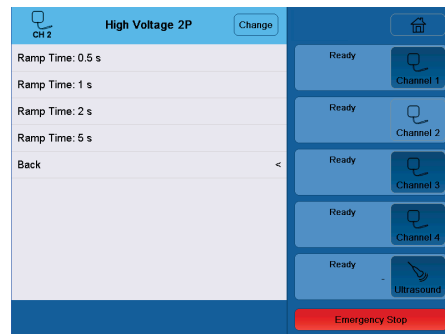 CH 2
High Voltage 2P
Change
Ramp Time: 0.5 s
Ramp Time: 1 s
Ramp Time: 2 s
Ramp Time: 5 s
Back <
Ready
Channel 1
Ready
Channel 2
Ready
Channel 3
Ready
Channel 4
Ready
-
Ultrasound
Emergency Stop